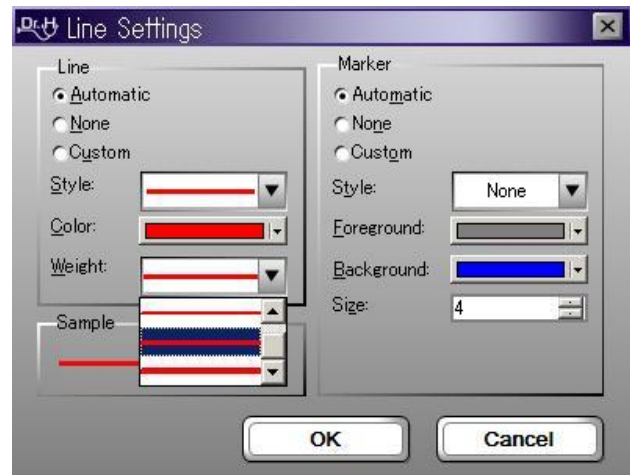 Dr.H Line Settings
Line
Automatic
None
Custom
Style:
Color:
Weight:
Sample
Marker
Automatic
None
Custom
Style: None
Foreground:
Background:
Size: 4
OK Cancel